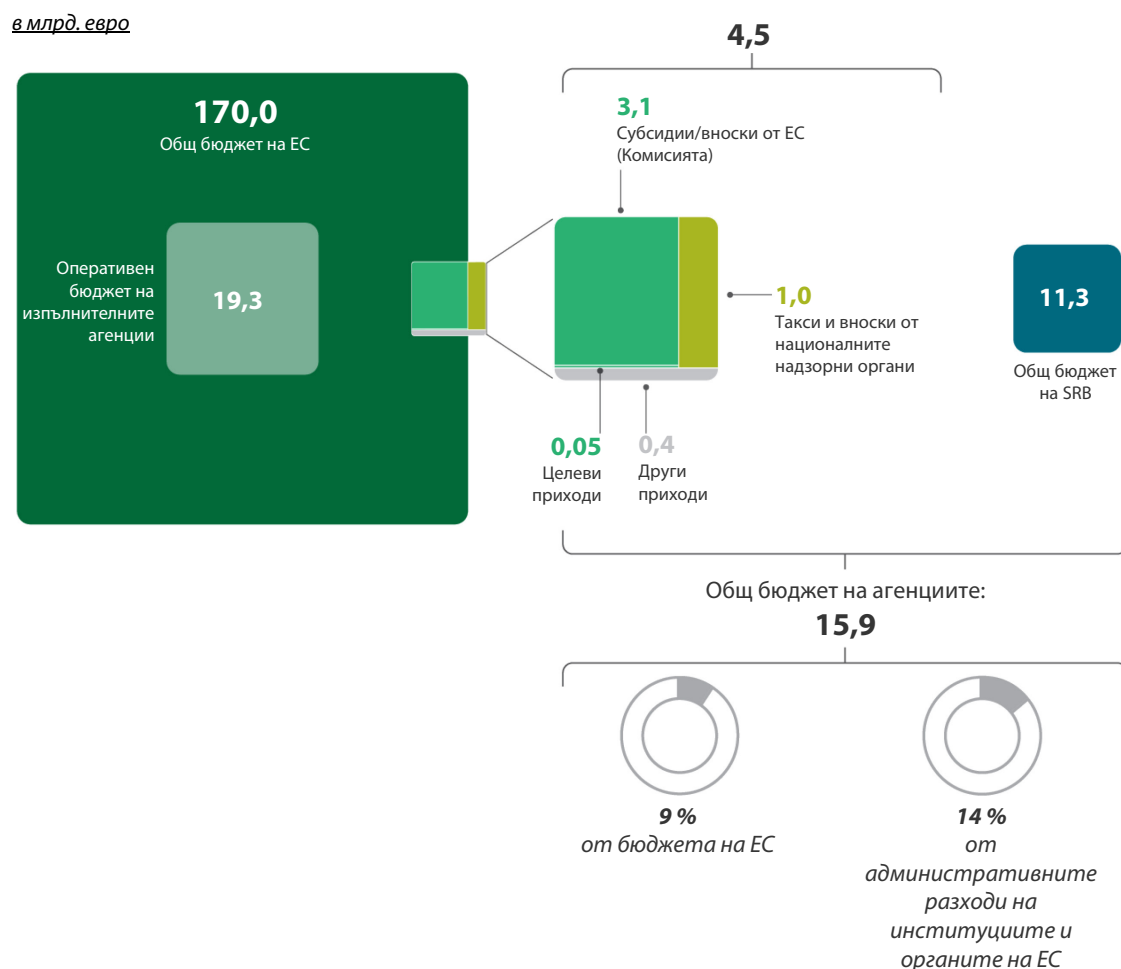 в млрд. евро
170,0
Общ бюджет на ЕС
Оперативен
бюджет на
изпълнителните
агенции
19,3
4,5
3,1
Субсидии/вноски от ЕС
(Комисията)
1,0
Такси и вноски от
националните
надзорни органи
0,05
Целеви
приходи
0,4
Други
приходи
11,3
Общ бюджет
на SRB
Общ бюджет на агенциите:
15,9
9 %
от бюджета на ЕС
14 %
от
административните
разходи на
институциите и
органите на ЕС